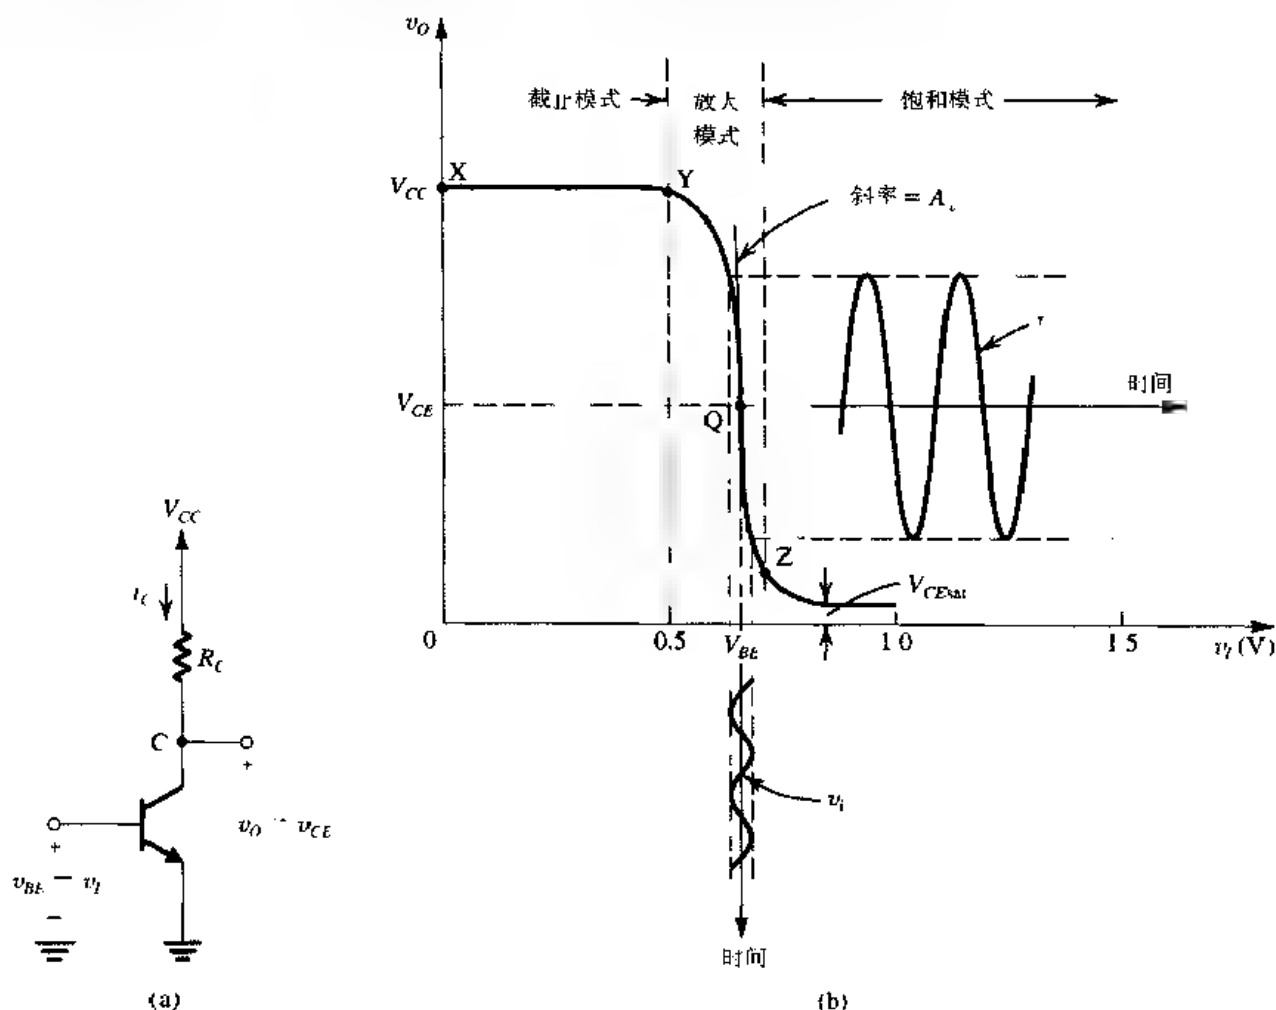 v_O
截止模式
放大
模式
饱和模式
X
Y
V_CC
斜率 = A
V_CE
Q
时间
Z
V_CEsat
0
0.5
V_BE
1 0
1 5
v_I (V)
v_i
时间
(b)
V_CC
i_C
R_C
C
+
v_O v_CE
+
v_BE = v_I
−
(a)